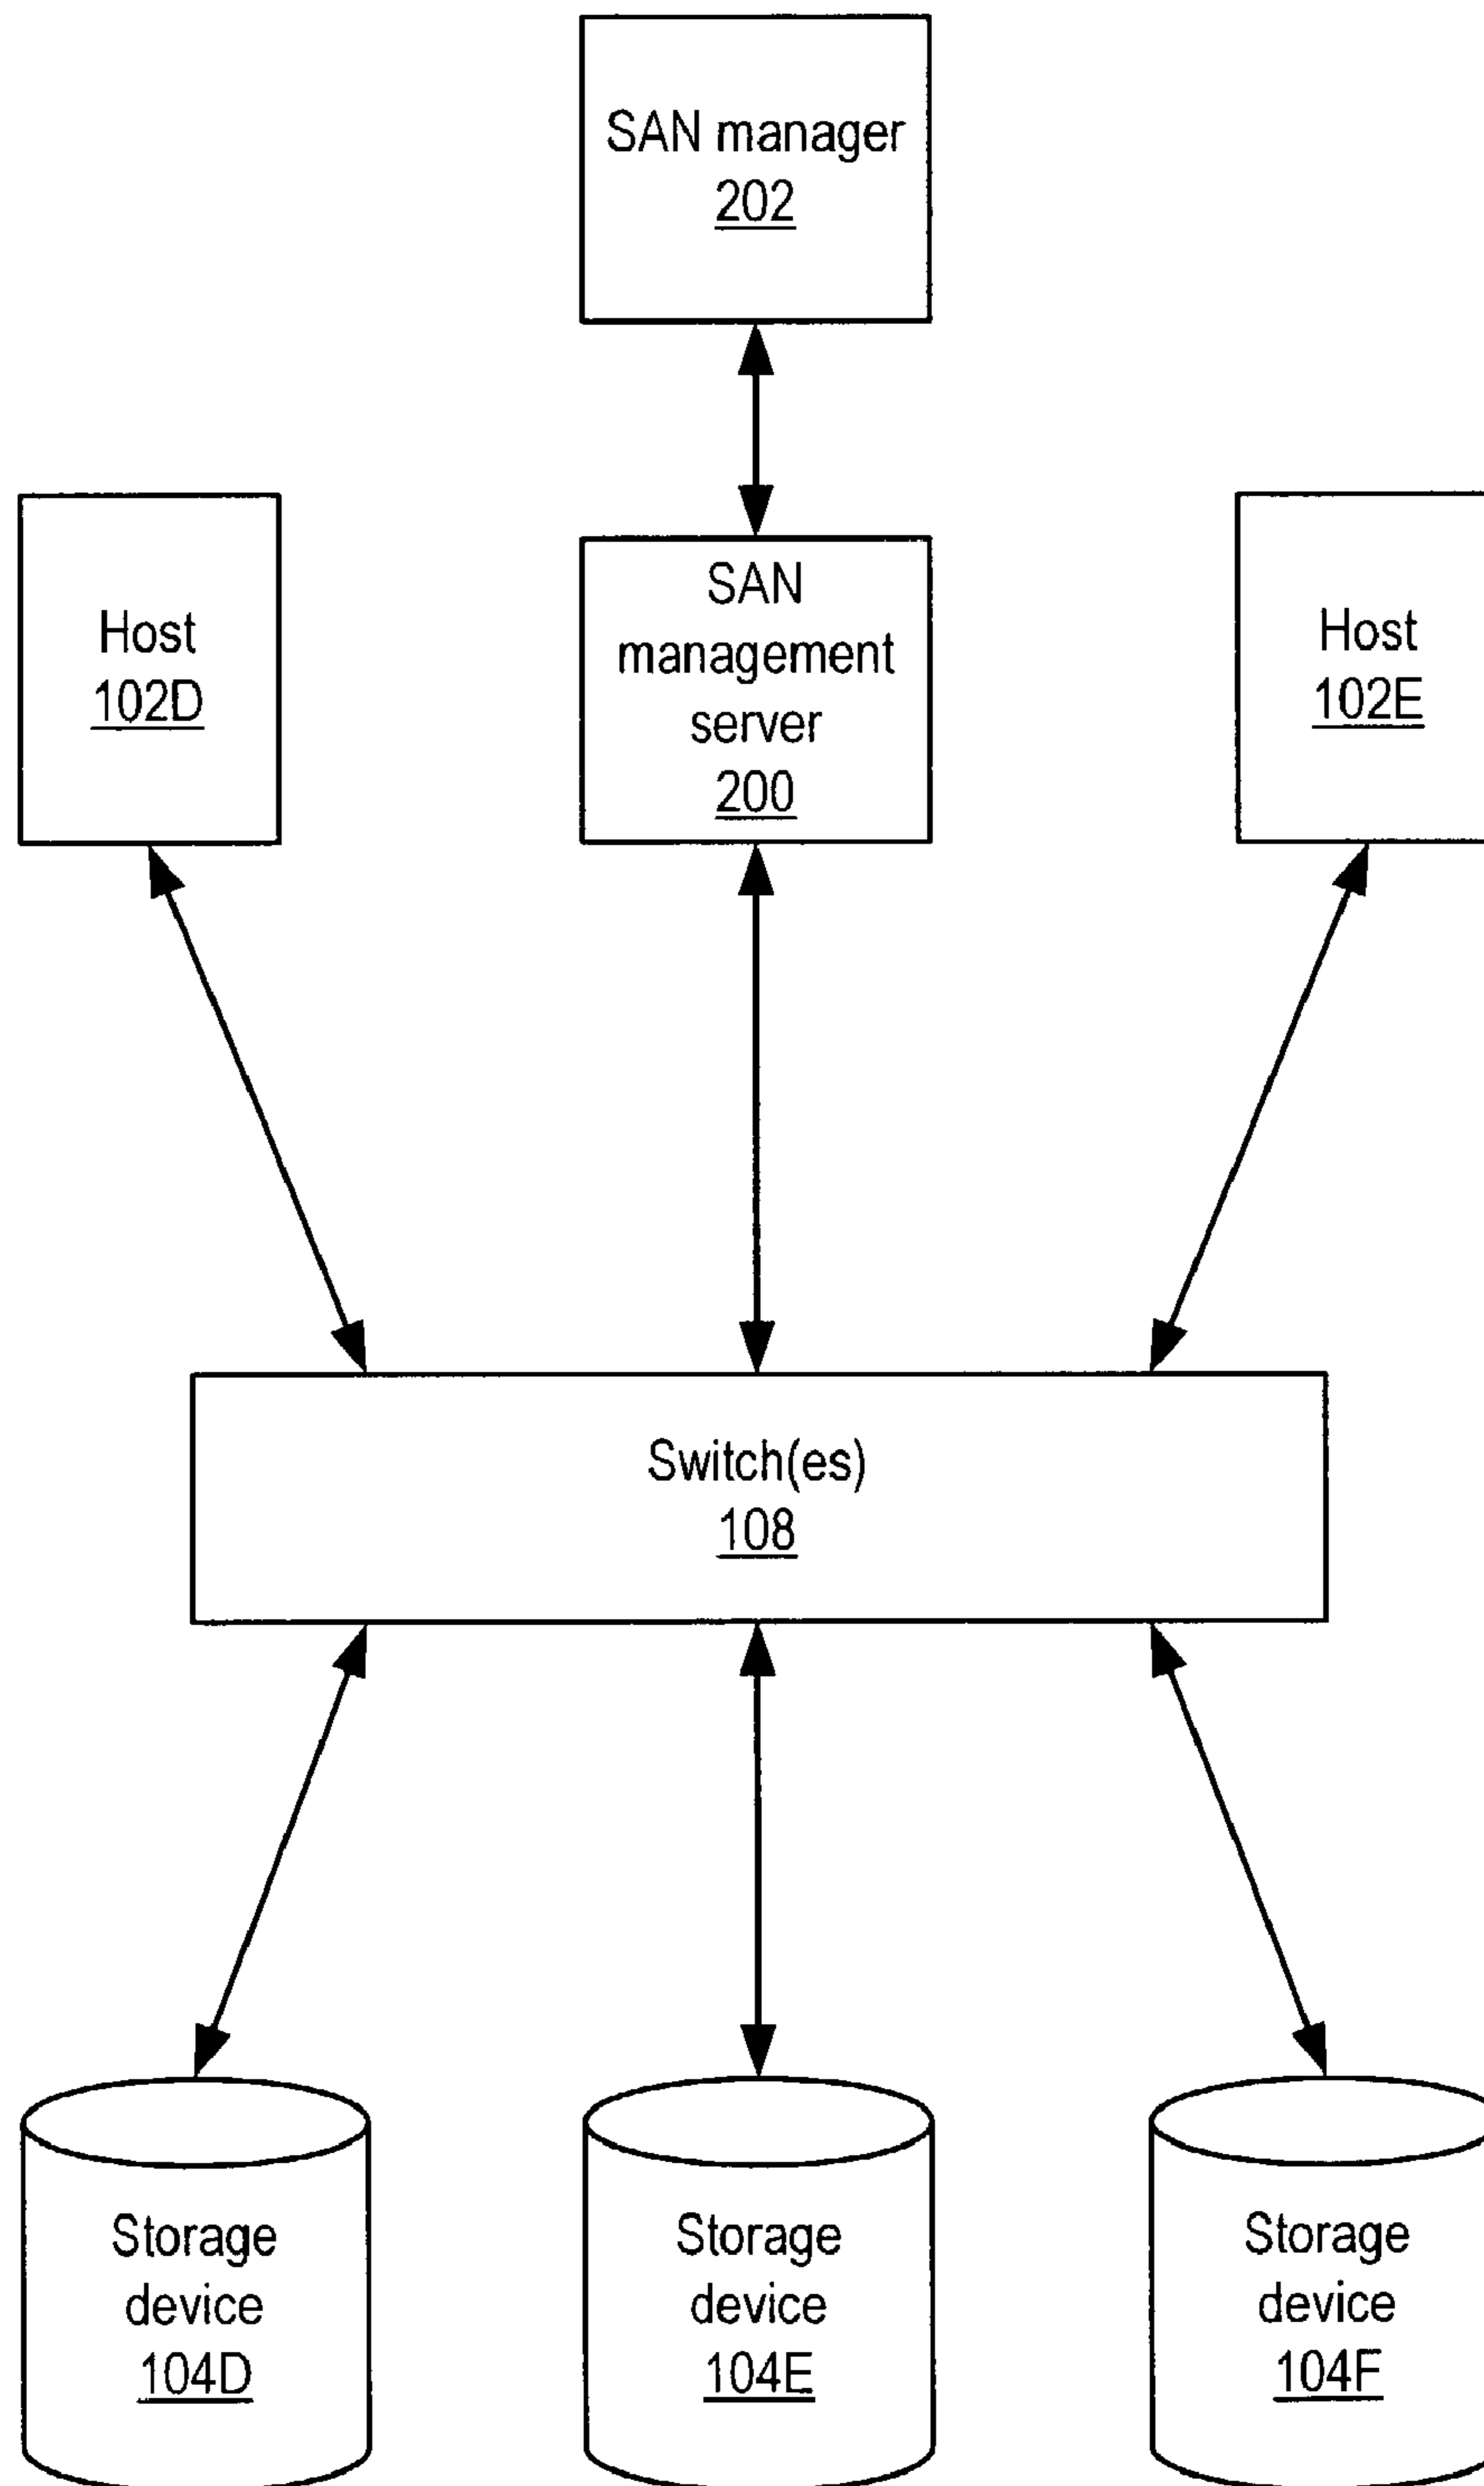 SAN manager
202
Host
102D
SAN
management
server
200
Host
102E
Switch(es)
108
Storage
device
104D
Storage
device
104E
Storage
device
104F